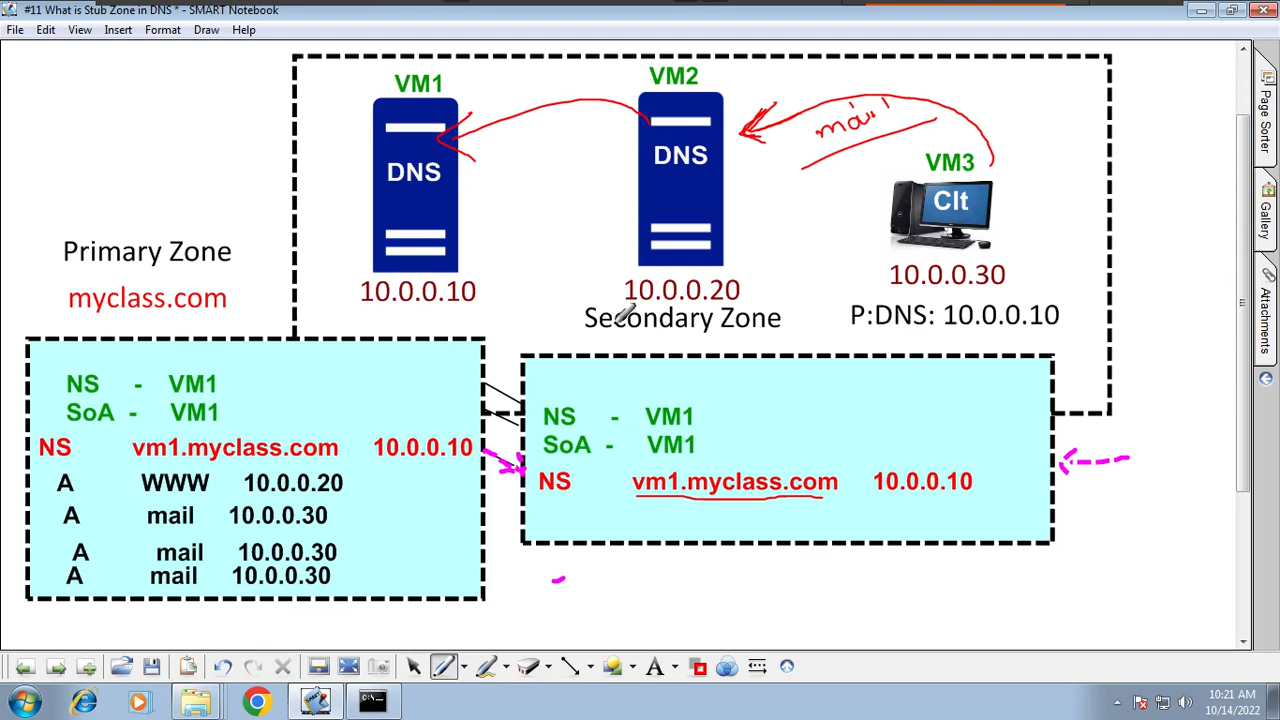 #11 What is Stub Zone in DNS * - SMART Notebook
File Edit View Insert Format Draw Help
VM1
VM2
VM3
DNS
DNS
Clt
mail
10.0.0.10
10.0.0.20
10.0.0.30
Primary Zone
myclass.com
Secondary Zone
P:DNS: 10.0.0.10
NS - VM1
SoA - VM1
NS vm1.myclass.com 10.0.0.10
A WWW 10.0.0.20
A mail 10.0.0.30
A mail 10.0.0.30
A mail 10.0.0.30
NS - VM1
SoA - VM1
NS vm1.myclass.com 10.0.0.10
Page Sorter
Gallery
Attachments
10:21 AM
10/14/2022